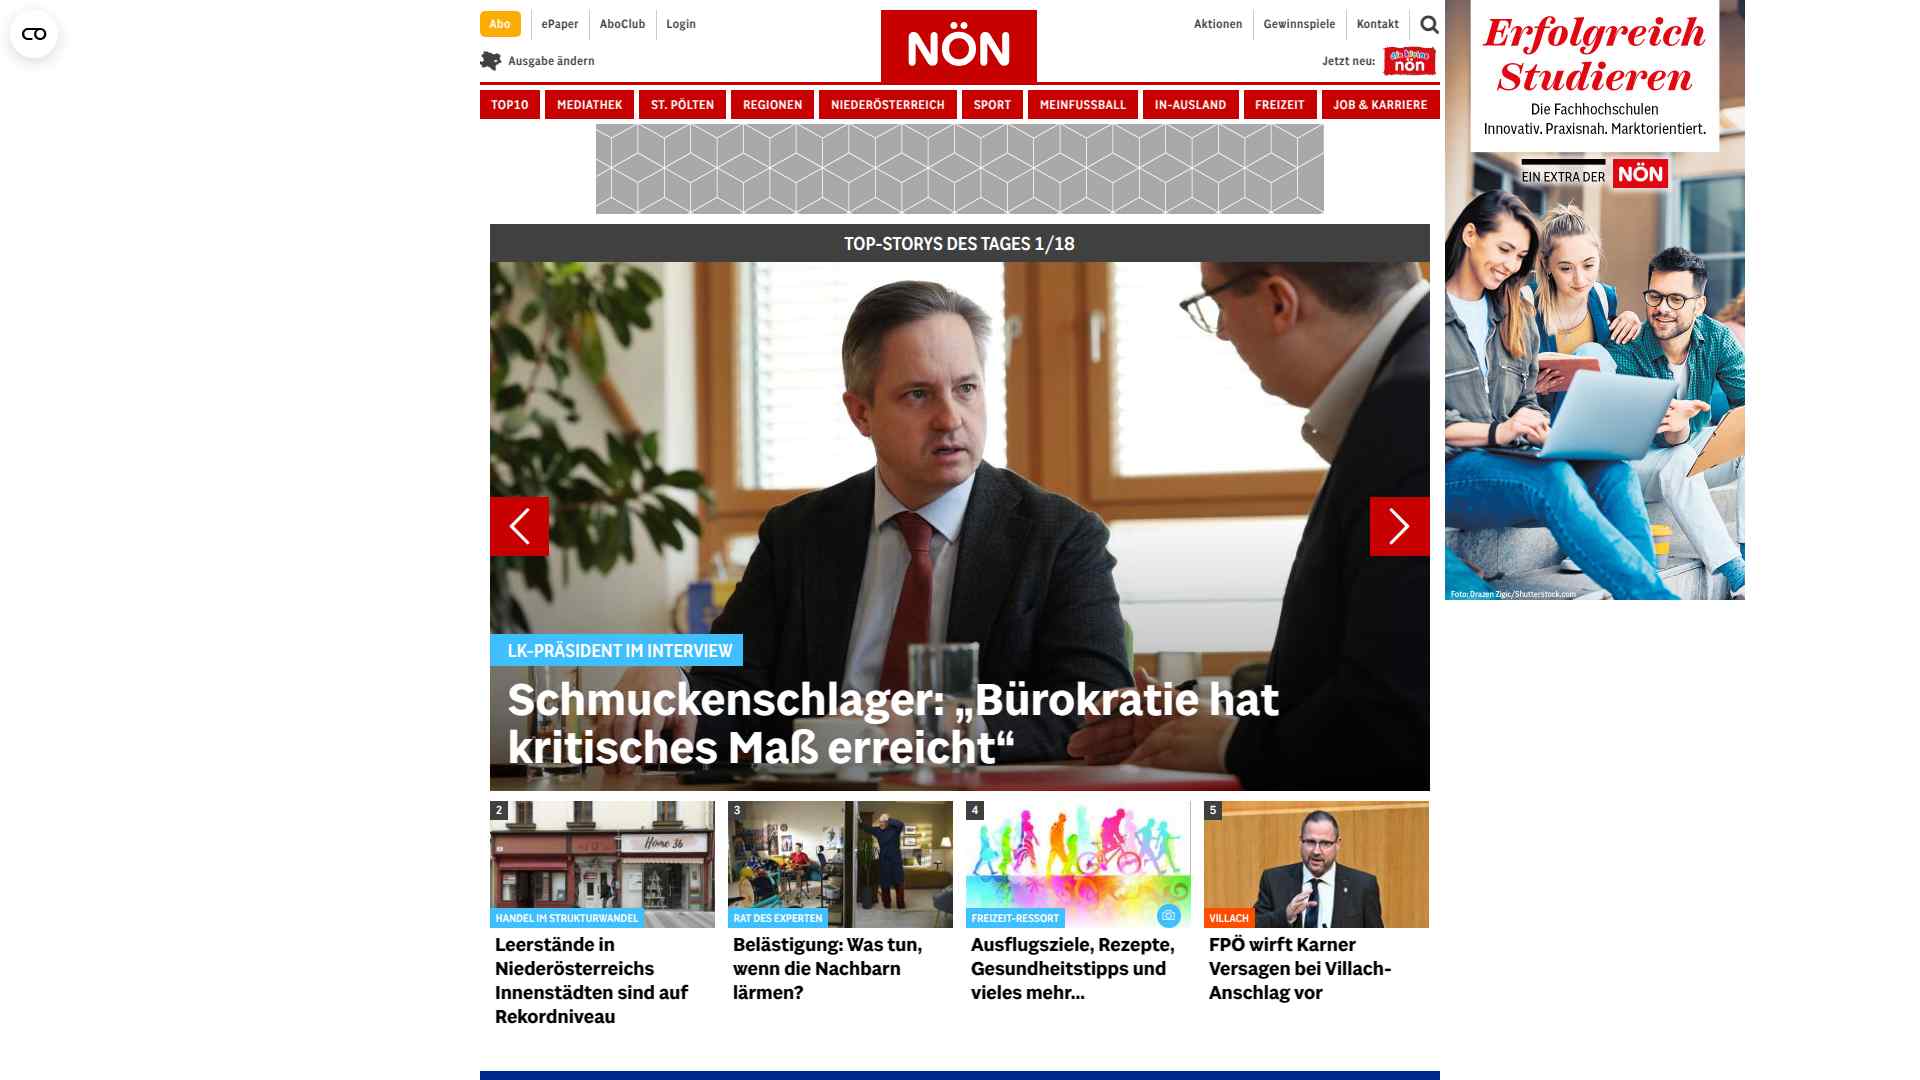 Abo
ePaper
AboClub
Login
NÖN
Aktionen
Gewinnspiele
Kontakt
Ausgabe ändern
Jetzt neu:
die kleine
nön
TOP10
MEDIATHEK
ST. PÖLTEN
REGIONEN
NIEDERÖSTERREICH
SPORT
MEINFUSSBALL
IN-AUSLAND
FREIZEIT
JOB & KARRIERE
Erfolgreich
Studieren
Die Fachhochschulen
Innovativ. Praxisnah. Marktorientiert.
EIN EXTRA DER NÖN
Foto: Drazen Zigic/Shutterstock.com
TOP-STORYS DES TAGES 1/18
LK-PRÄSIDENT IM INTERVIEW
Schmuckenschlager: „Bürokratie hat
kritisches Maß erreicht“
2
Home 36
HANDEL IM STRUKTURWANDEL
Leerstände in
Niederösterreichs
Innenstädten sind auf
Rekordniveau
3
RAT DES EXPERTEN
Belästigung: Was tun,
wenn die Nachbarn
lärmen?
4
FREIZEIT-RESSORT
Ausflugsziele, Rezepte,
Gesundheitstipps und
vieles mehr...
5
VILLACH
FPÖ wirft Karner
Versagen bei Villach-
Anschlag vor